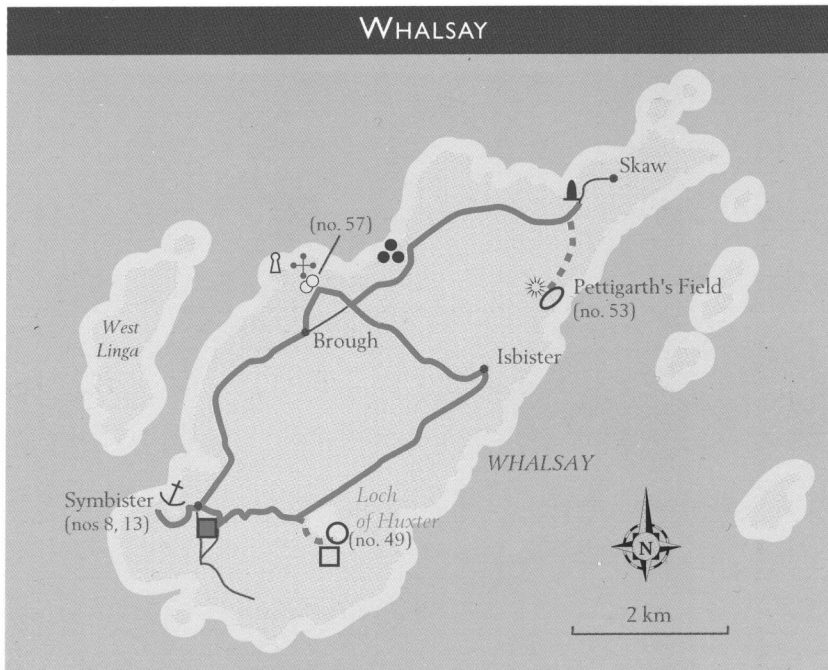 WHALSAY
Skaw
(no. 57)
Pettigarth's Field
(no. 53)
West
Linga
Brough
Isbister
WHALSAY
Symbister
(nos 8, 13)
Loch
of Huxter
(no. 49)
N
2 km